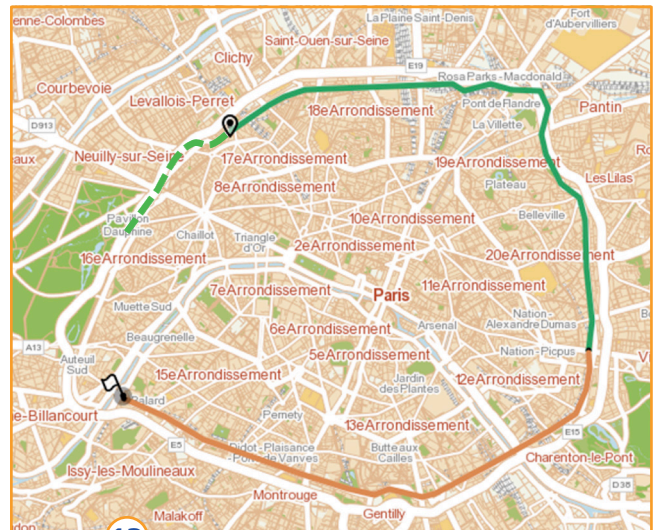 enne-Colombes
La Plaine Saint-Denis
Fort
d'Aubervilliers
Saint-Ouen-sur-Seine
Clichy
E19
Rosa Parks - Macdonald
Courbevoie
Levallois-Perret
18eArrondissement
Pont de Flandre
Pantin
D913
La Villette
aux
Neuilly-sur-Seine
17eArrondissement
19eArrondissement
Les Lilas
8eArrondissement
Plateau
Pavillon
Dauphine
Chaillot
Triangle
d'Or
10eArrondissement
Belleville
2eArrondissement
16eArrondissement
20eArrondissement
7eArrondissement
Paris
11eArrondissement
Muette Sud
Nation -
Alexandre Dumas
Beaugrenelle
6eArrondissement
Arsenal
A13
5eArrondissement
Nation - Picpus
V
Auteuil
Sud
15eArrondissement
Jardin
des Plantes
12eArrondissement
Balard
e-Billancourt
Pernety
13eArrondissement
E15
E5
Didot - Plaisance
- Porte de Vanves
Butte aux
Cailles
Charenton-le-Pont
Issy-les-Moulineaux
D38
Montrouge
Malakoff
Gentilly
don